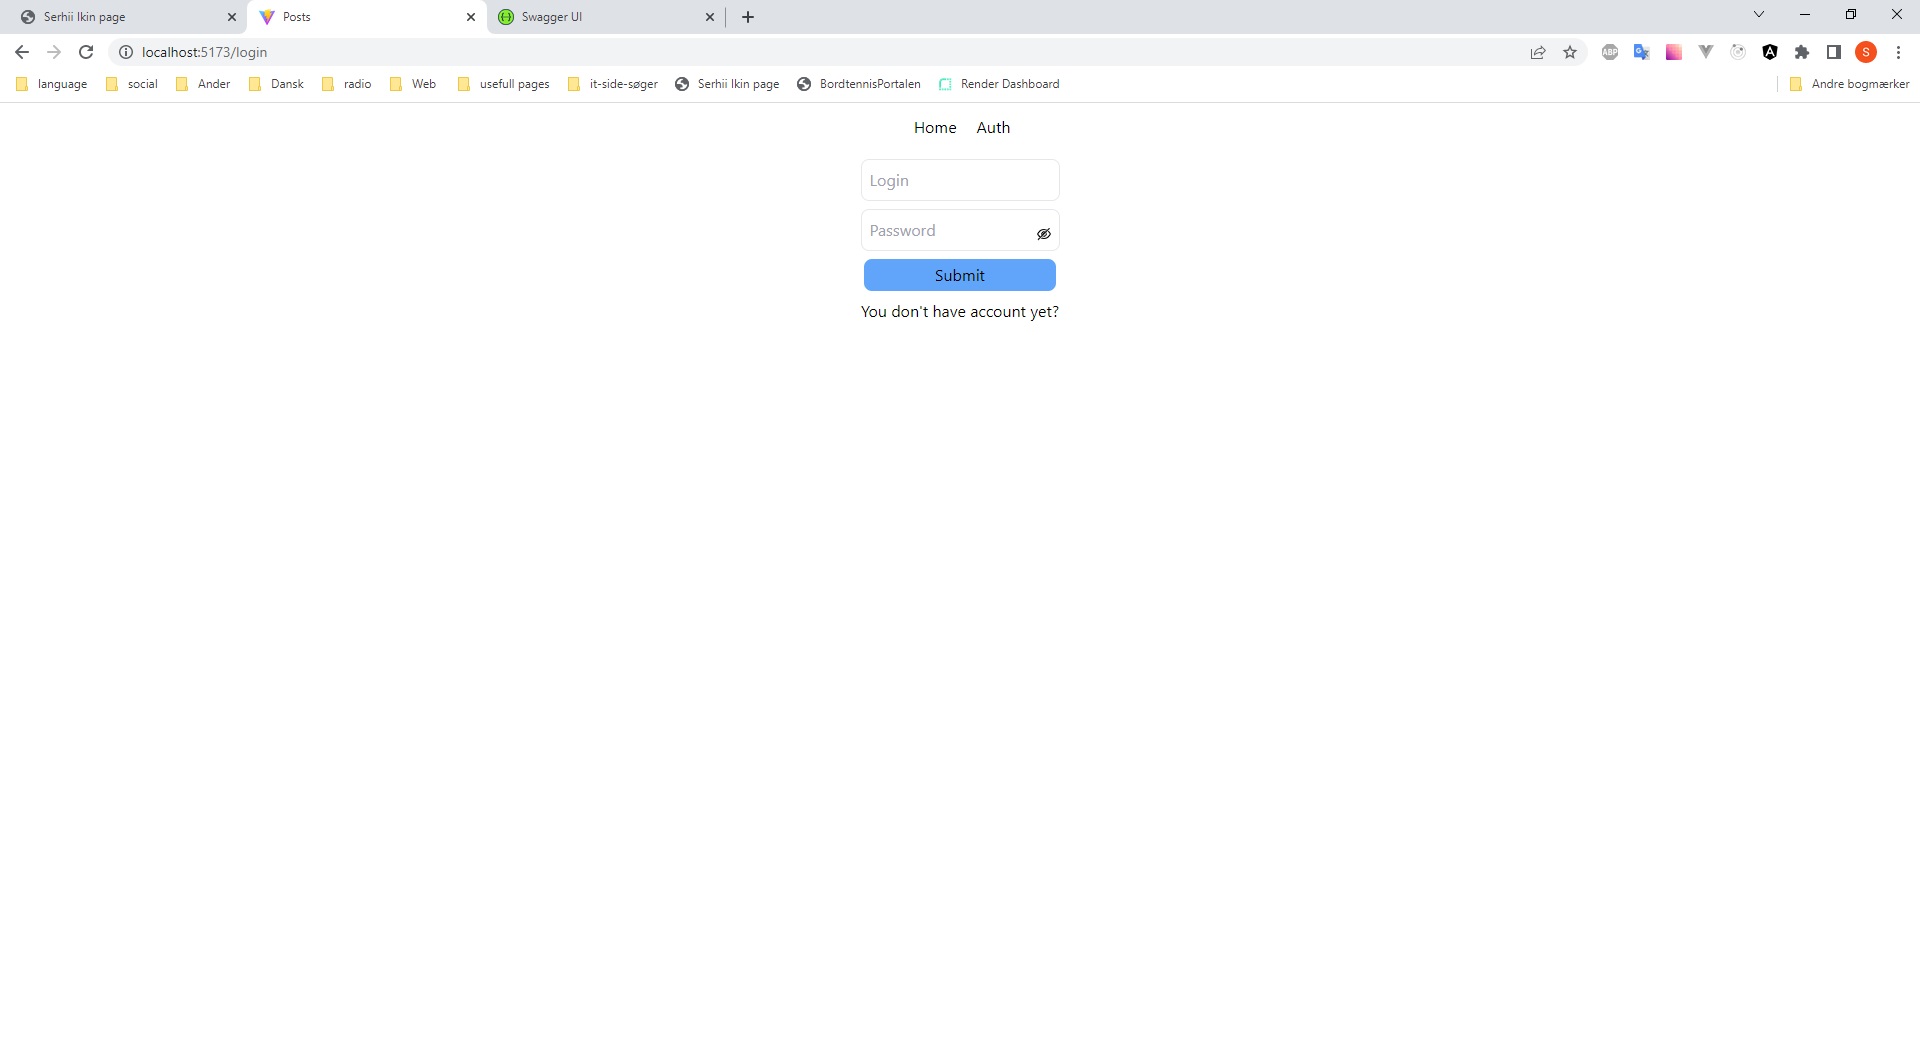 Serhii Ikin page
Posts
Swagger UI
localhost:5173/login
ABP
S
language
social
Ander
Dansk
radio
Web
usefull pages
it-side-søger
Serhii Ikin page
BordtennisPortalen
Render Dashboard
Andre bogmærker
Home Auth
Login
Password
Submit
You don't have account yet?